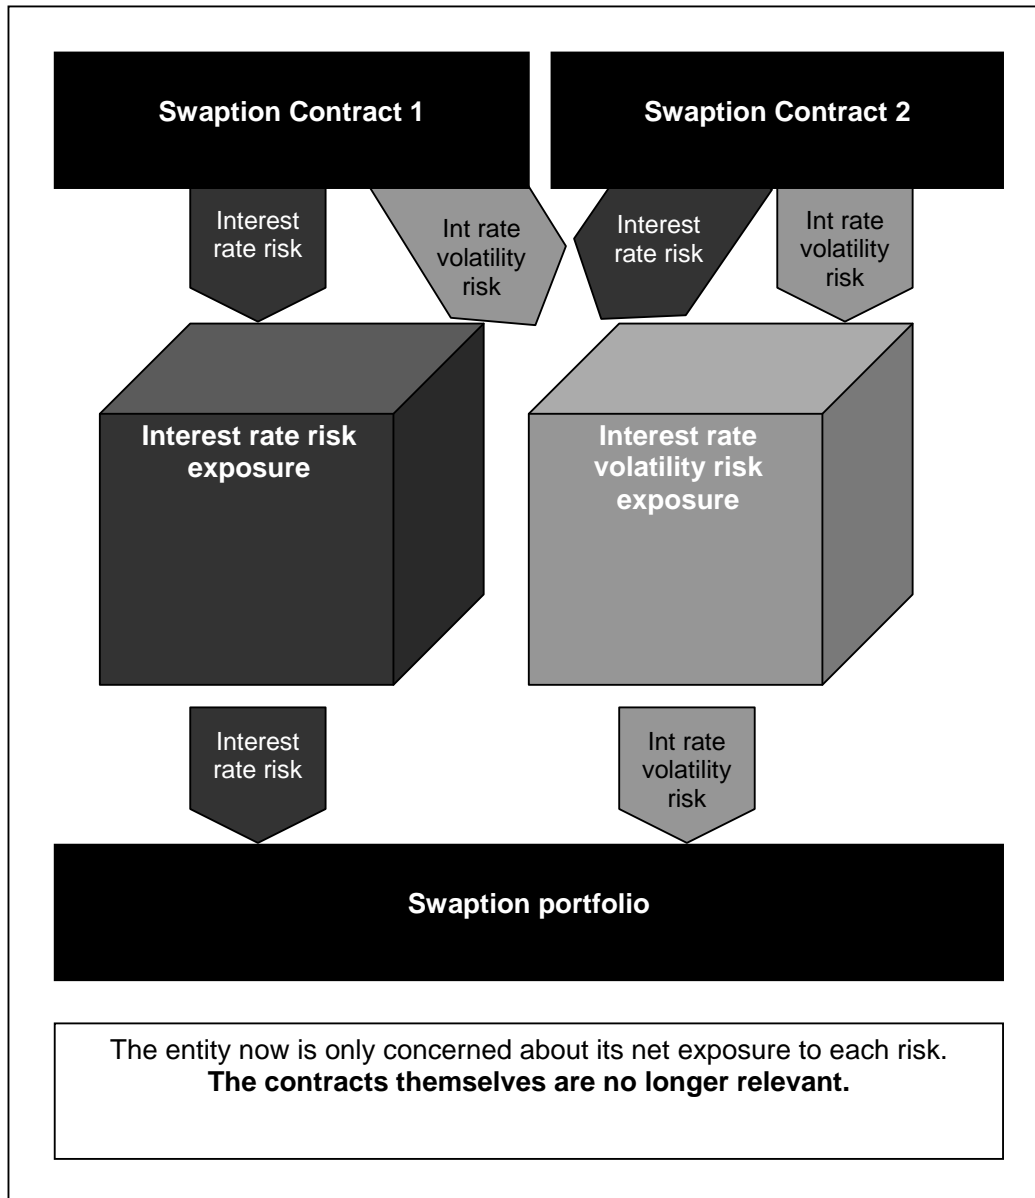 Swaption Contract 1
Swaption Contract 2
Interest
rate risk
Int rate
volatility
risk
Interest
rate risk
Int rate
volatility
risk
Interest rate risk
exposure
Interest rate
volatility risk
exposure
Interest
rate risk
Int rate
volatility
risk
Swaption portfolio
The entity now is only concerned about its net exposure to each risk.
The contracts themselves are no longer relevant.